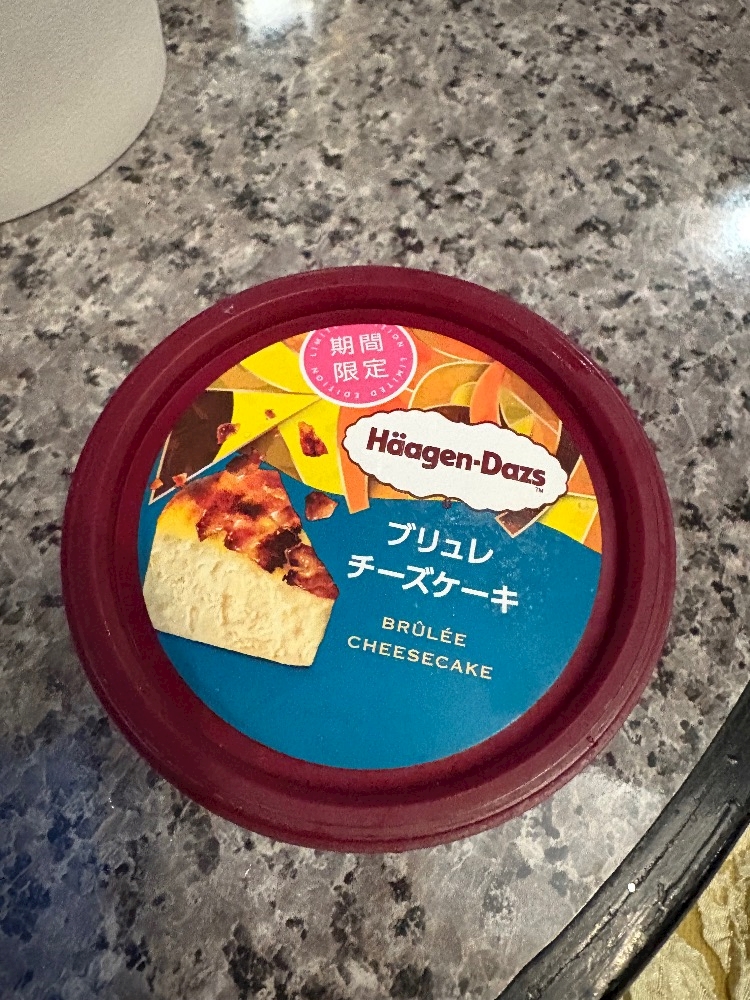 期間
限定
LIMITED EDITION
Häagen-Dazs
TM
ブリュレ
チーズケーキ
BRÛLÉE
CHEESECAKE